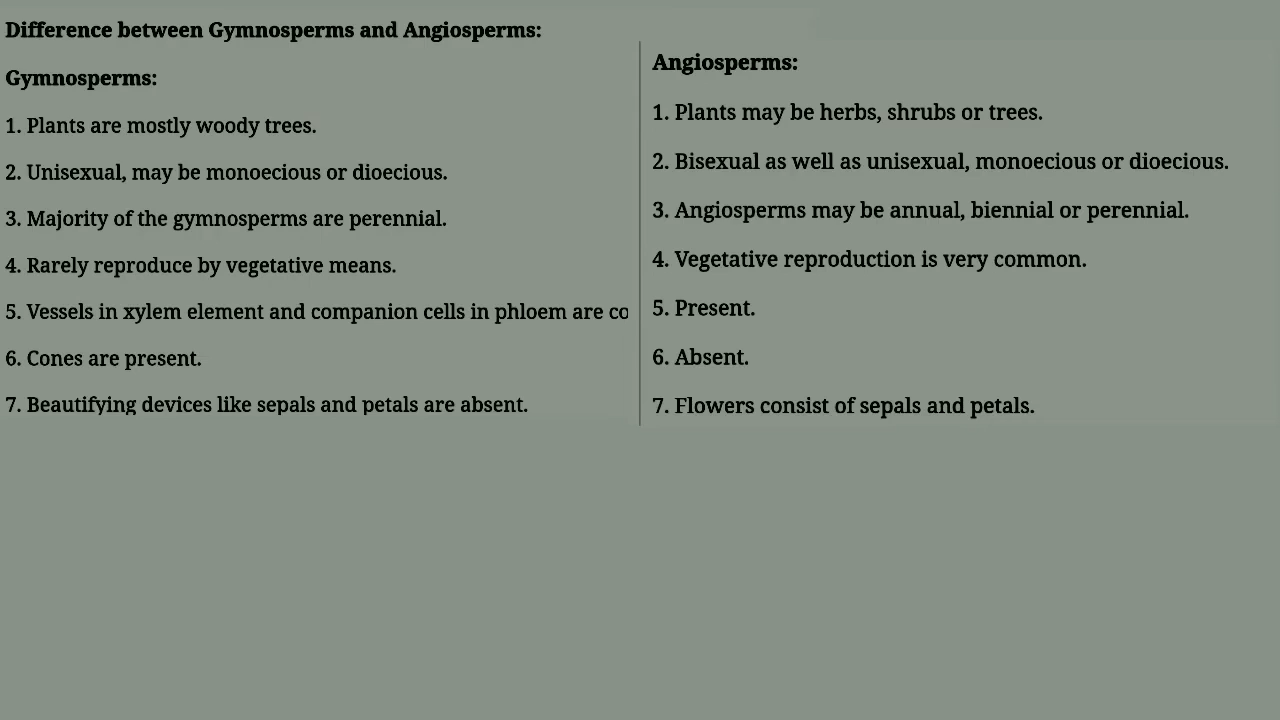 Difference between Gymnosperms and Angiosperms:
Gymnosperms:
1. Plants are mostly woody trees.
2. Unisexual, may be monoecious or dioecious.
3. Majority of the gymnosperms are perennial.
4. Rarely reproduce by vegetative means.
5. Vessels in xylem element and companion cells in phloem are co
6. Cones are present.
7. Beautifying devices like sepals and petals are absent.
Angiosperms:
1. Plants may be herbs, shrubs or trees.
2. Bisexual as well as unisexual, monoecious or dioecious.
3. Angiosperms may be annual, biennial or perennial.
4. Vegetative reproduction is very common.
5. Present.
6. Absent.
7. Flowers consist of sepals and petals.